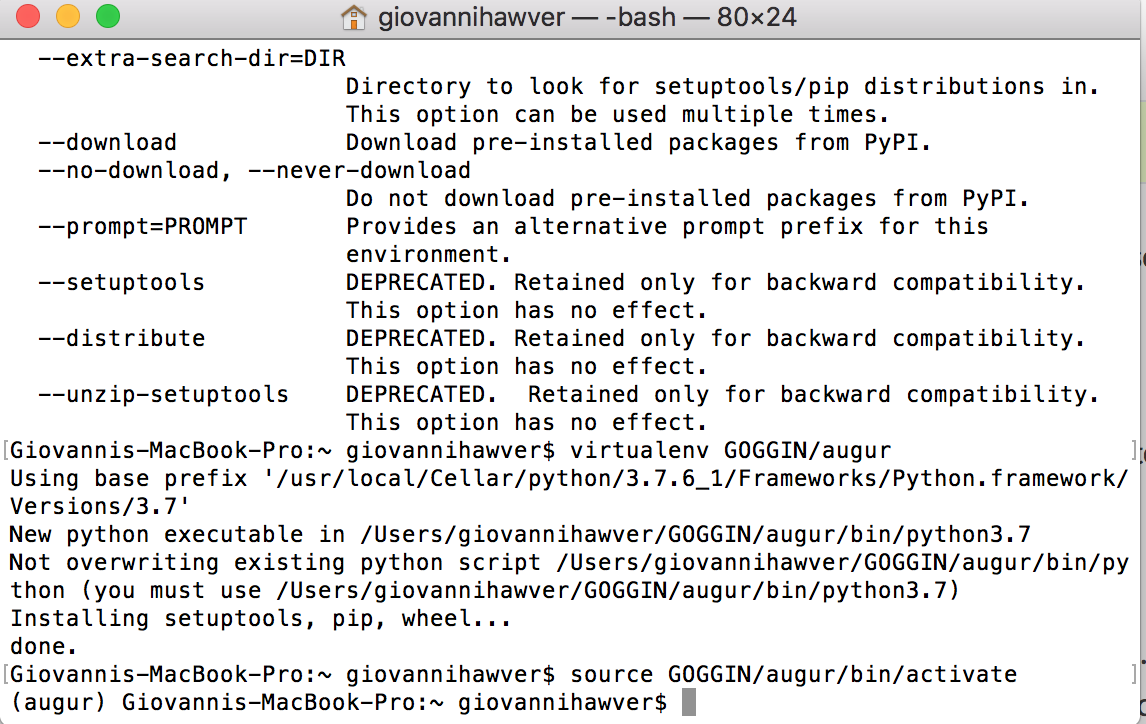 giovannihawver — -bash — 80×24
--extra-search-dir=DIR
Directory to look for setuptools/pip distributions in.
This option can be used multiple times.
--download Download pre-installed packages from PyPI.
--no-download, --never-download
Do not download pre-installed packages from PyPI.
--prompt=PROMPT Provides an alternative prompt prefix for this
environment.
--setuptools DEPRECATED. Retained only for backward compatibility.
This option has no effect.
--distribute DEPRECATED. Retained only for backward compatibility.
This option has no effect.
--unzip-setuptools DEPRECATED.  Retained only for backward compatibility.
This option has no effect.
[Giovannis-MacBook-Pro:~ giovannihawver$ virtualenv GOGGIN/augur ]
Using base prefix '/usr/local/Cellar/python/3.7.6_1/Frameworks/Python.framework/
Versions/3.7'
New python executable in /Users/giovannihawver/GOGGIN/augur/bin/python3.7
Not overwriting existing python script /Users/giovannihawver/GOGGIN/augur/bin/py
thon (you must use /Users/giovannihawver/GOGGIN/augur/bin/python3.7)
Installing setuptools, pip, wheel...
done.
[Giovannis-MacBook-Pro:~ giovannihawver$ source GOGGIN/augur/bin/activate ]
(augur) Giovannis-MacBook-Pro:~ giovannihawver$